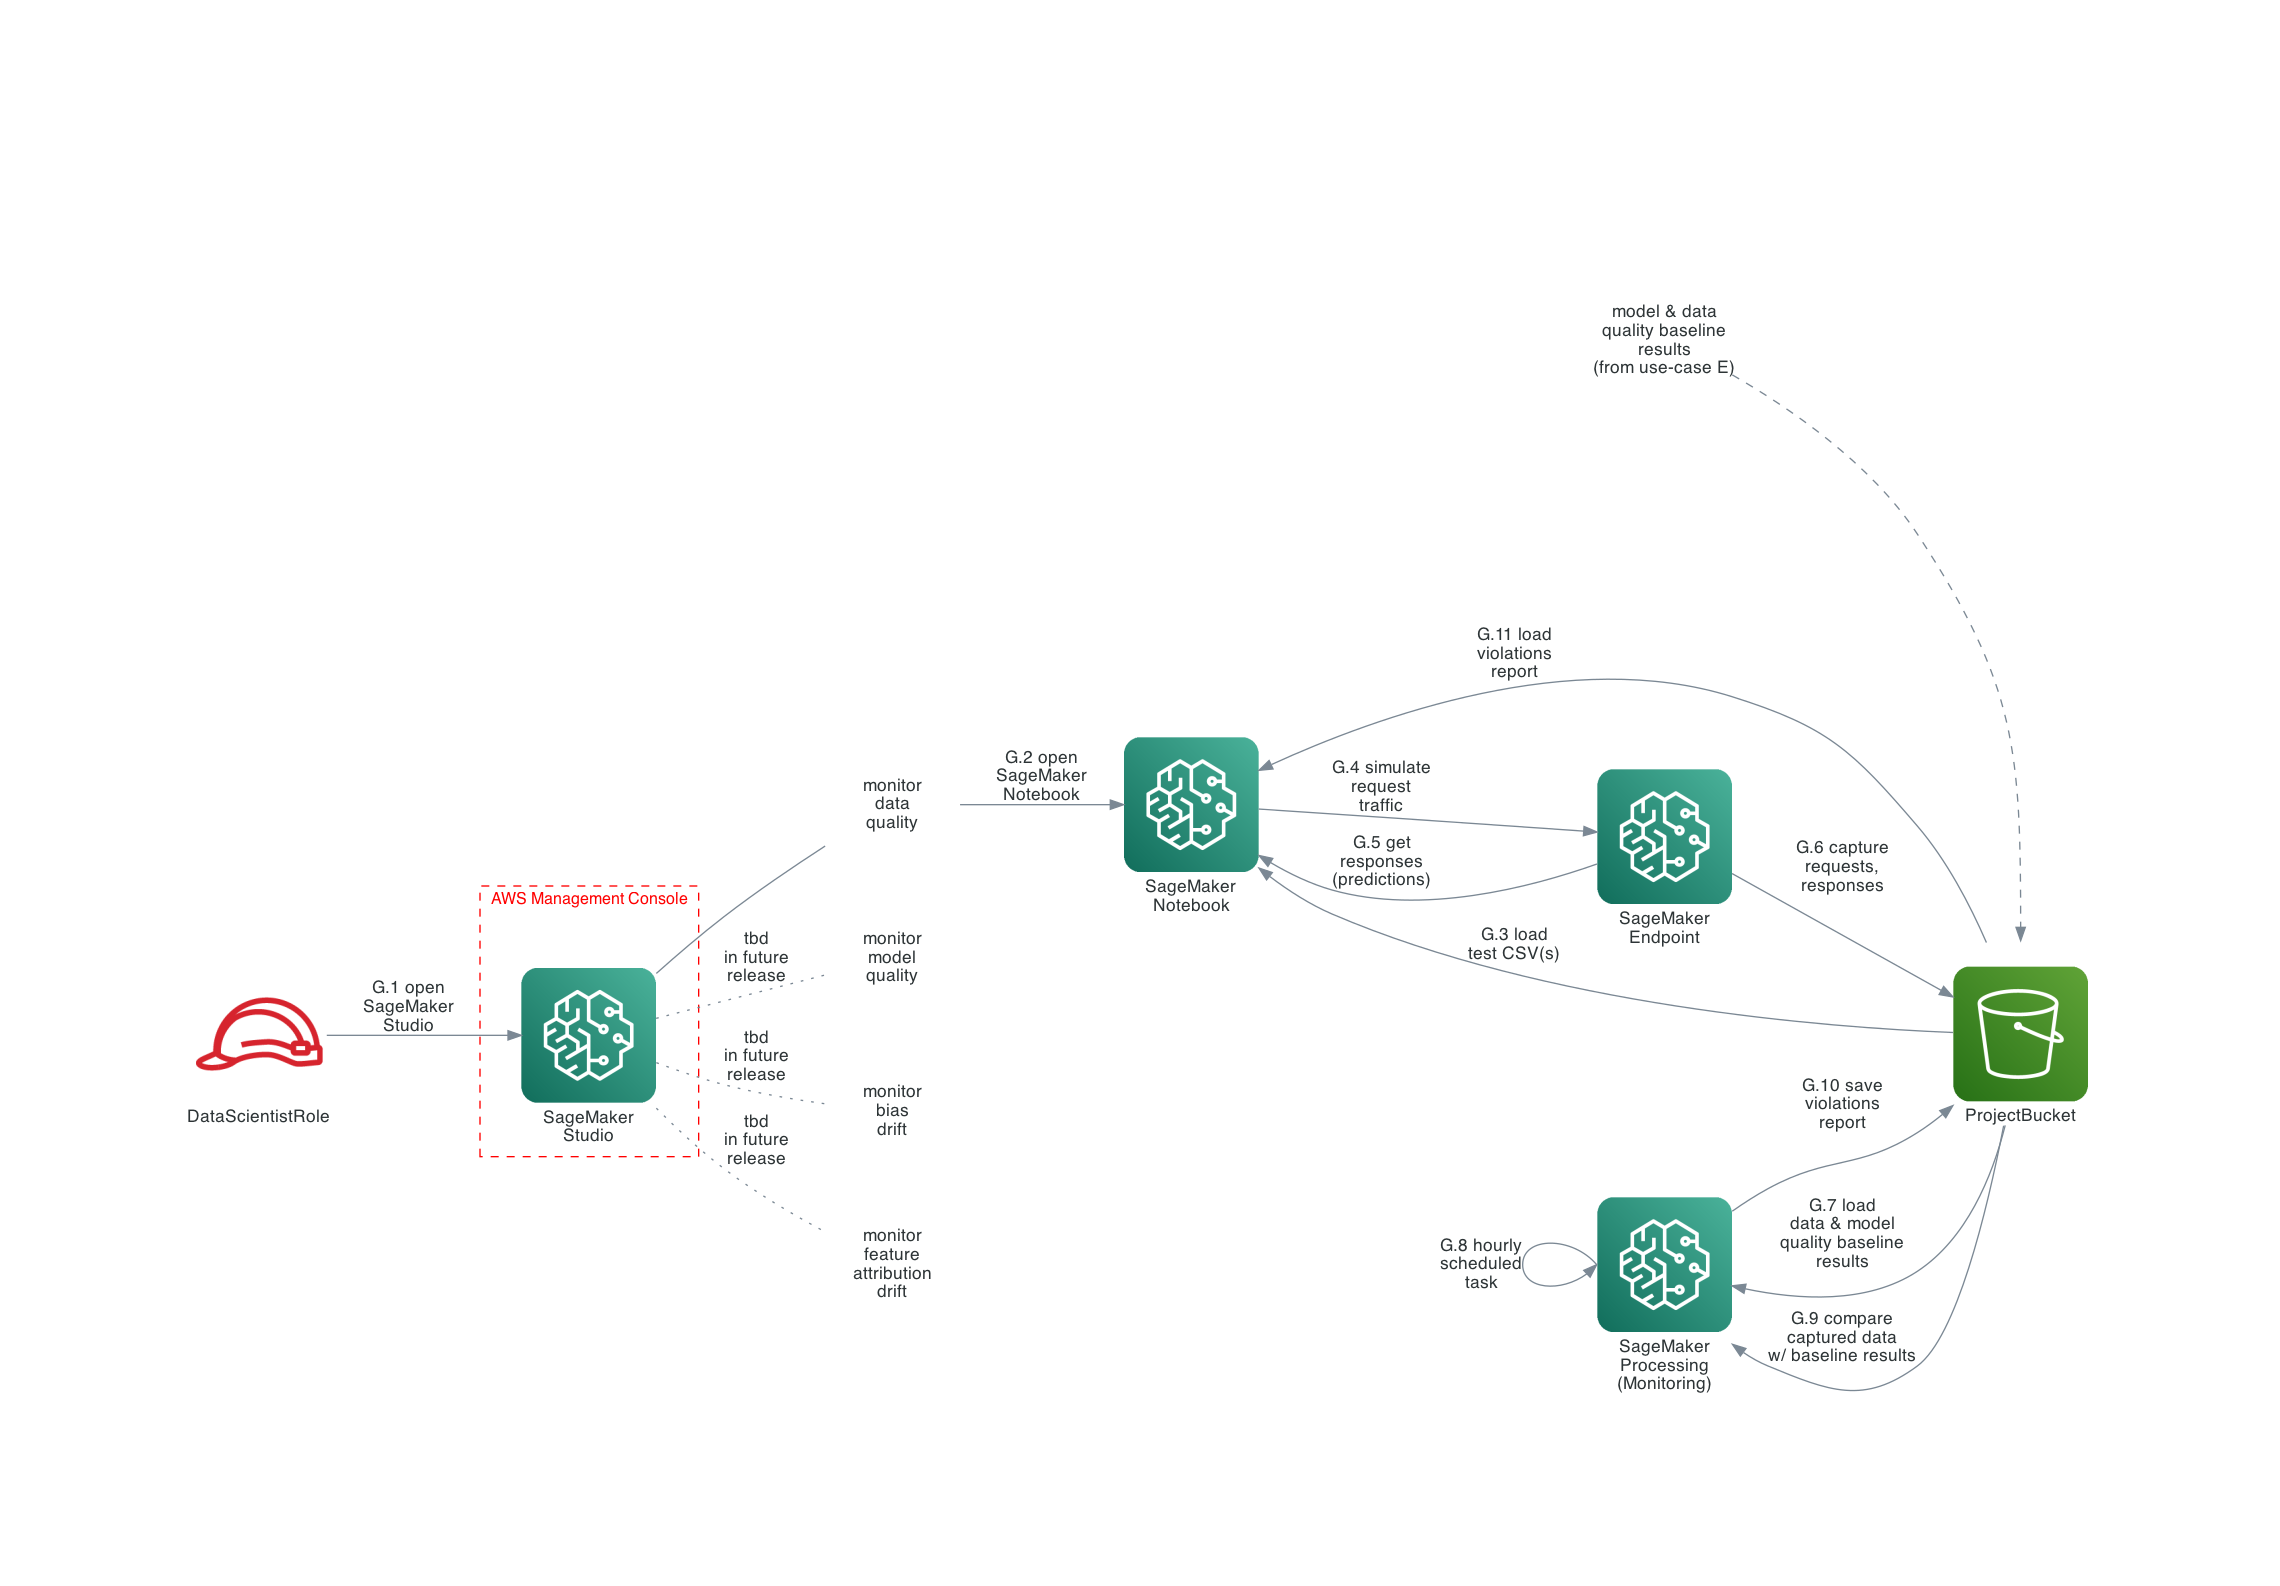 model & data
quality baseline
results
(from use-case E)
G.11 load
violations
report
G.2 open
SageMaker
Notebook
monitor
data
quality
G.4 simulate
request
traffic
G.5 get
responses
(predictions)
G.6 capture
requests,
responses
SageMaker
Notebook
SageMaker
Endpoint
G.3 load
test CSV(s)
AWS Management Console
tbd
in future
release
monitor
model
quality
G.1 open
SageMaker
Studio
DataScientistRole
SageMaker
Studio
tbd
in future
release
monitor
bias
drift
tbd
in future
release
monitor
feature
attribution
drift
G.10 save
violations
report
ProjectBucket
G.7 load
data & model
quality baseline
results
G.8 hourly
scheduled
task
G.9 compare
captured data
w/ baseline results
SageMaker
Processing
(Monitoring)